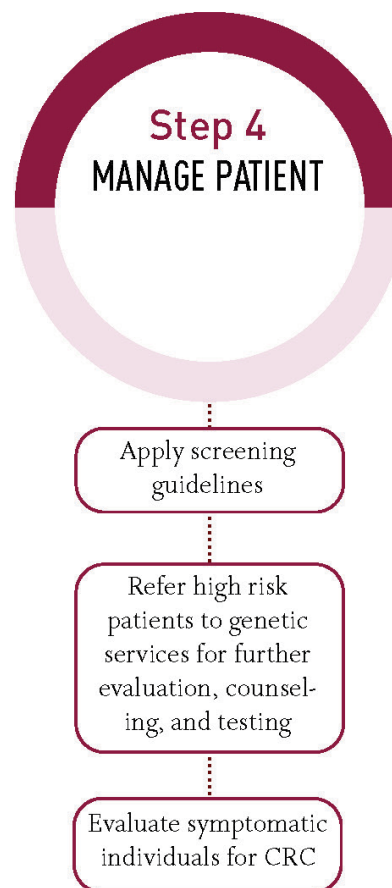 Step 4
MANAGE PATIENT
Apply screening
guidelines
Refer high risk
patients to genetic
services for further
evaluation, counsel-
ing, and testing
Evaluate symptomatic
individuals for CRC